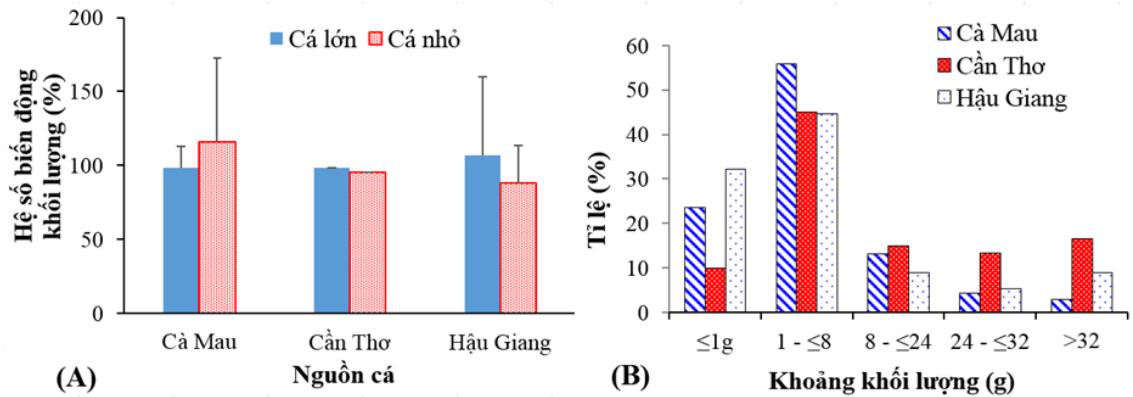 200
150
100
50
0
Hệ số biến động
khối lượng (%)
Cá lớn
Cá nhỏ
Cà Mau
Cần Thơ
Hậu Giang
(A)
Nguồn cá
60
50
40
30
20
10
0
Tỉ lệ (%)
Cà Mau
Cần Thơ
Hậu Giang
≤1g
1 - ≤8
8 - ≤24
24 - ≤32
>32
(B)
Khoảng khối lượng (g)